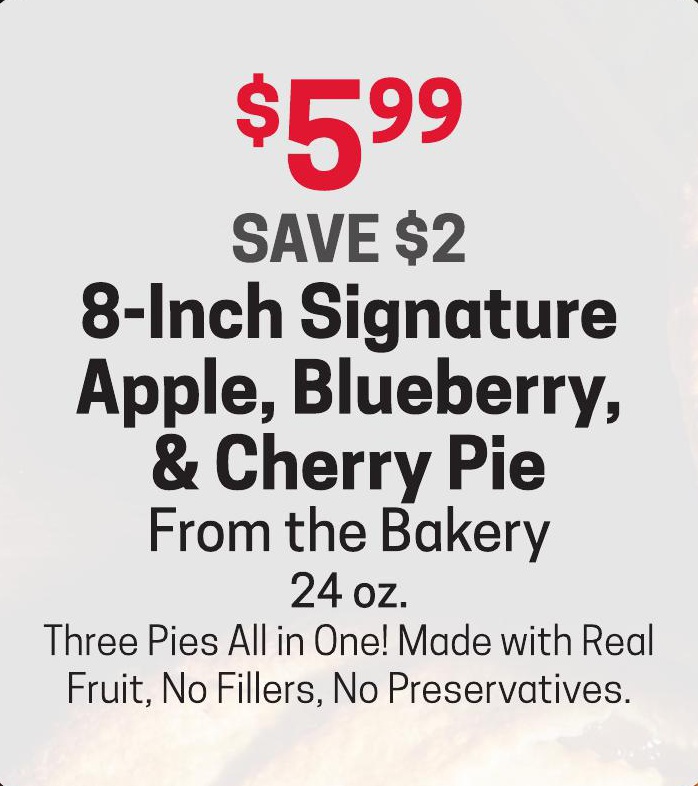 $5.99
SAVE $2
8-Inch Signature
Apple, Blueberry,
& Cherry Pie
From the Bakery
24 oz.
Three Pies All in One! Made with Real
Fruit, No Fillers, No Preservatives.